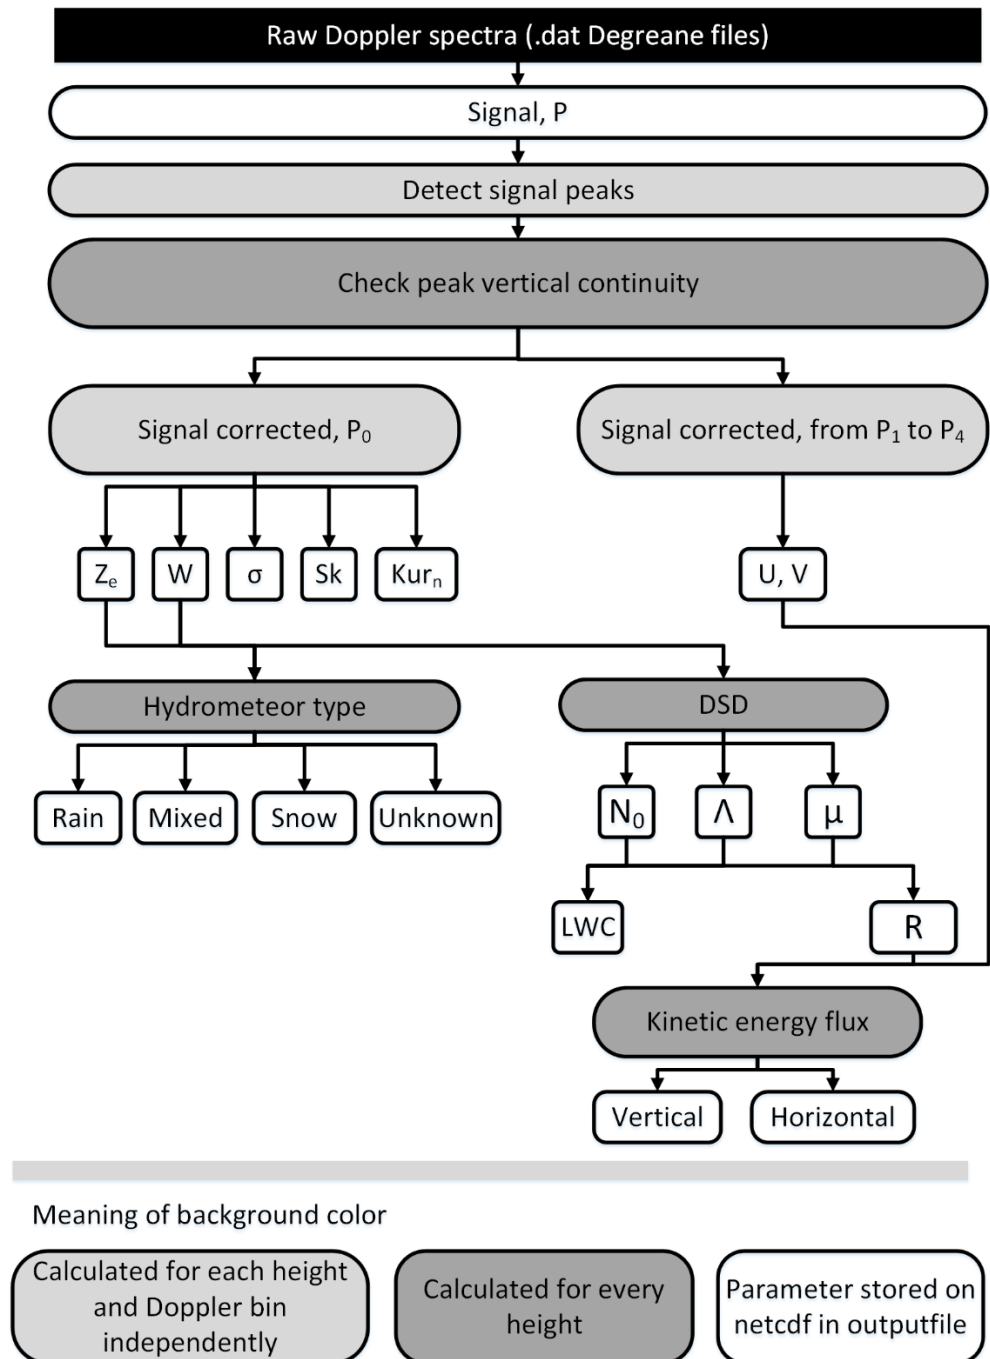 Raw Doppler spectra (.dat Degreane files)
Signal, P
Detect signal peaks
Check peak vertical continuity
Signal corrected, P₀
Signal corrected, from P₁ to P₄
Zₑ
W
σ
Sk
Kurₙ
U, V
Hydrometeor type
DSD
Rain
Mixed
Snow
Unknown
N₀
Λ
μ
LWC
R
Kinetic energy flux
Vertical
Horizontal
Meaning of background color
Calculated for each height
and Doppler bin
independently
Calculated for every
height
Parameter stored on
netcdf in outputfile